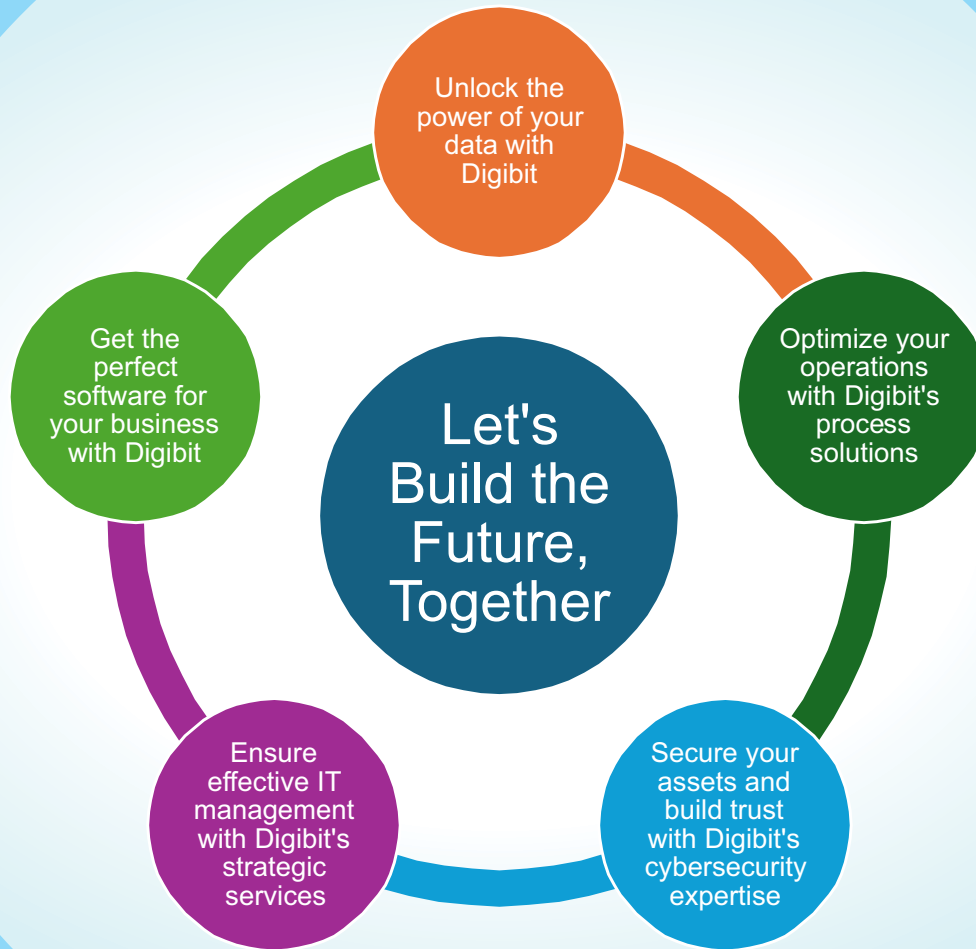 Unlock the
power of your
data with
Digibit
Optimize your
operations
with Digibit's
process
solutions
Secure your
assets and
build trust
with Digibit's
cybersecurity
expertise
Ensure
effective IT
management
with Digibit's
strategic
services
Get the
perfect
software for
your business
with Digibit
Let's
Build the
Future,
Together